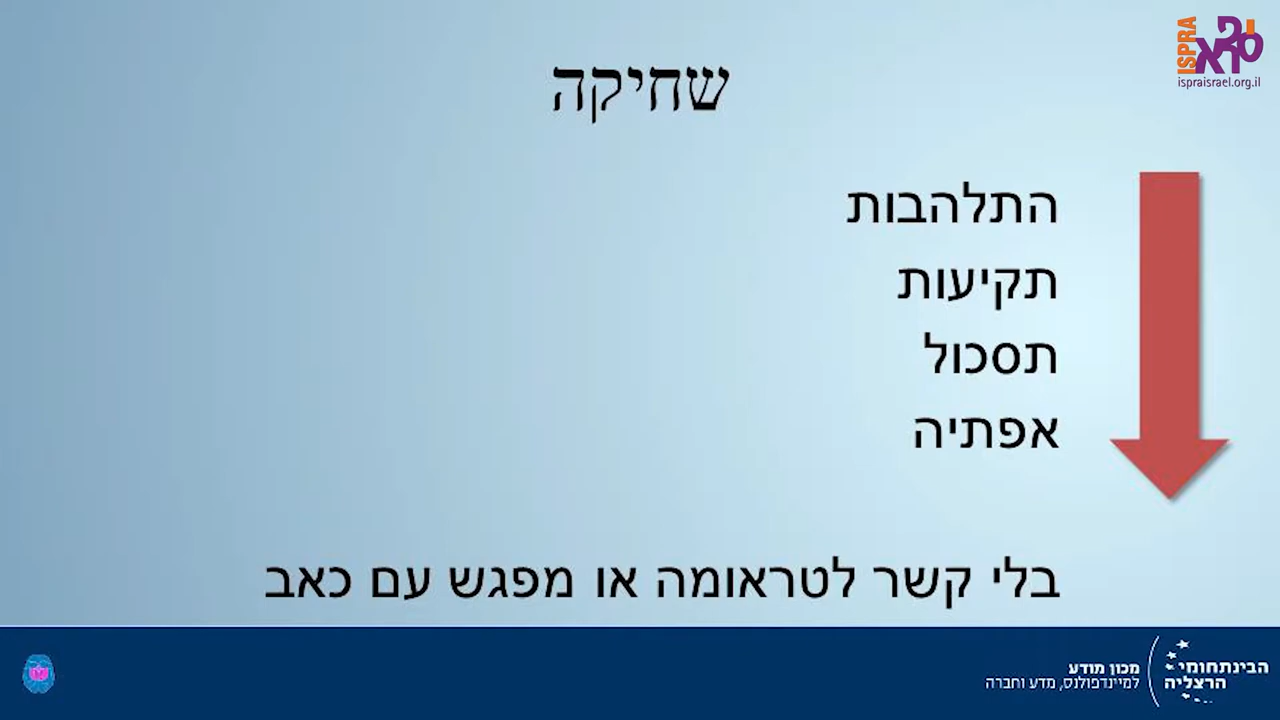 ISPRA
יספרא
ispraisrael.org.il
שחיקה
התלהבות
תקיעות
תסכול
אפתיה
בלי קשר לטראומה או מפגש עם כאב
הבינתחומי
הרצליה
מכון מודע
למיינדפולנס, מדע וחברה